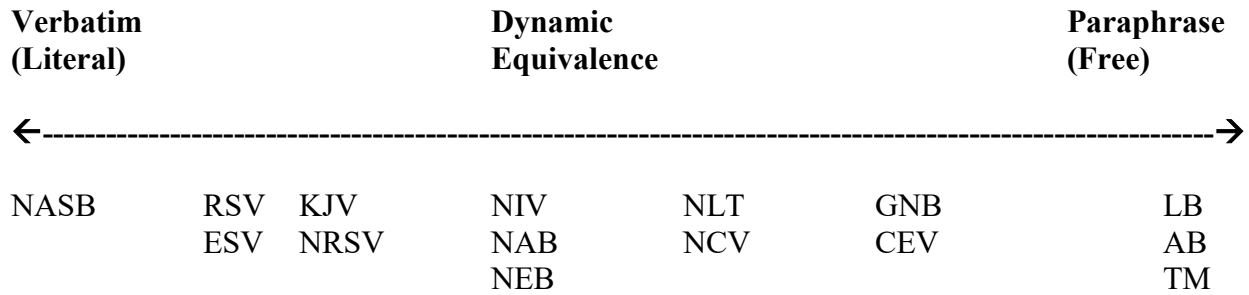 Verbatim Dynamic Paraphrase
(Literal) Equivalence (Free)
←-----------------------------------------------------------------------------------------→
NASB RSV KJV NIV NLT GNB LB
ESV NRSV NAB NCV CEV AB
NEB TM